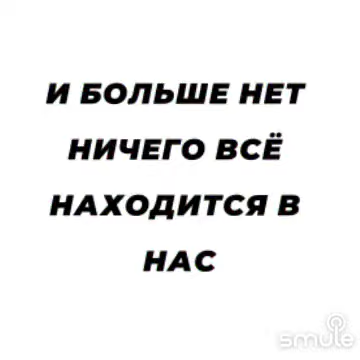 И БОЛЬШЕ НЕТ
НИЧЕГО ВСЁ
НАХОДИТСЯ В
НАС
smule